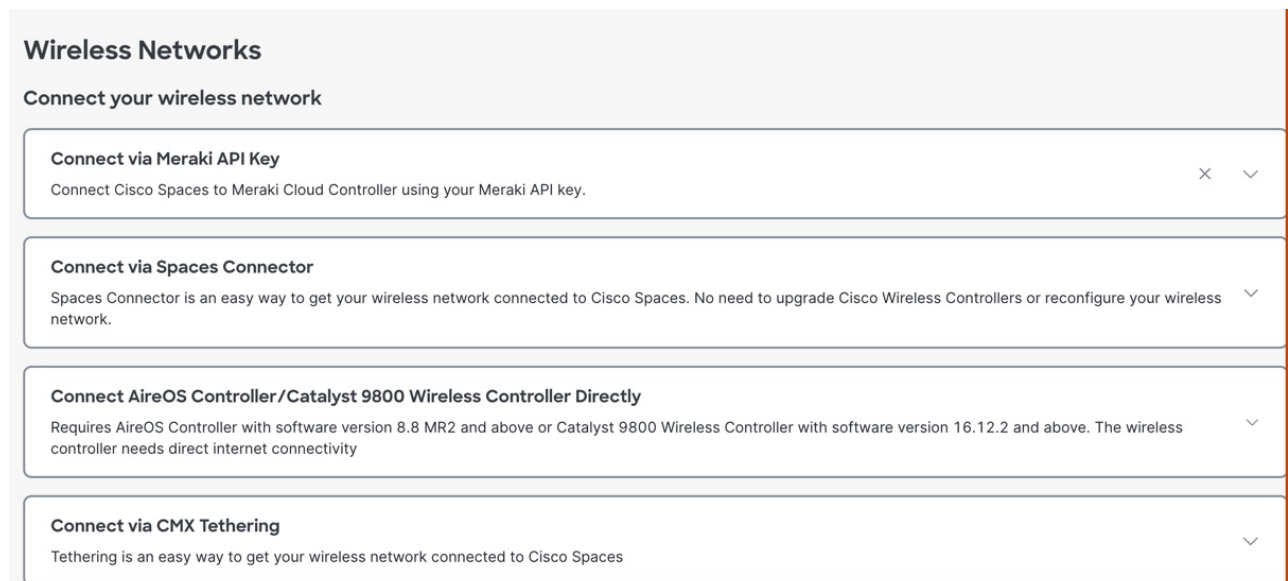 Wireless Networks
Connect your wireless network
Connect via Meraki API Key
Connect Cisco Spaces to Meraki Cloud Controller using your Meraki API key.
Connect via Spaces Connector
Spaces Connector is an easy way to get your wireless network connected to Cisco Spaces. No need to upgrade Cisco Wireless Controllers or reconfigure your wireless
network.
Connect AireOS Controller/Catalyst 9800 Wireless Controller Directly
Requires AireOS Controller with software version 8.8 MR2 and above or Catalyst 9800 Wireless Controller with software version 16.12.2 and above. The wireless
controller needs direct internet connectivity
Connect via CMX Tethering
Tethering is an easy way to get your wireless network connected to Cisco Spaces